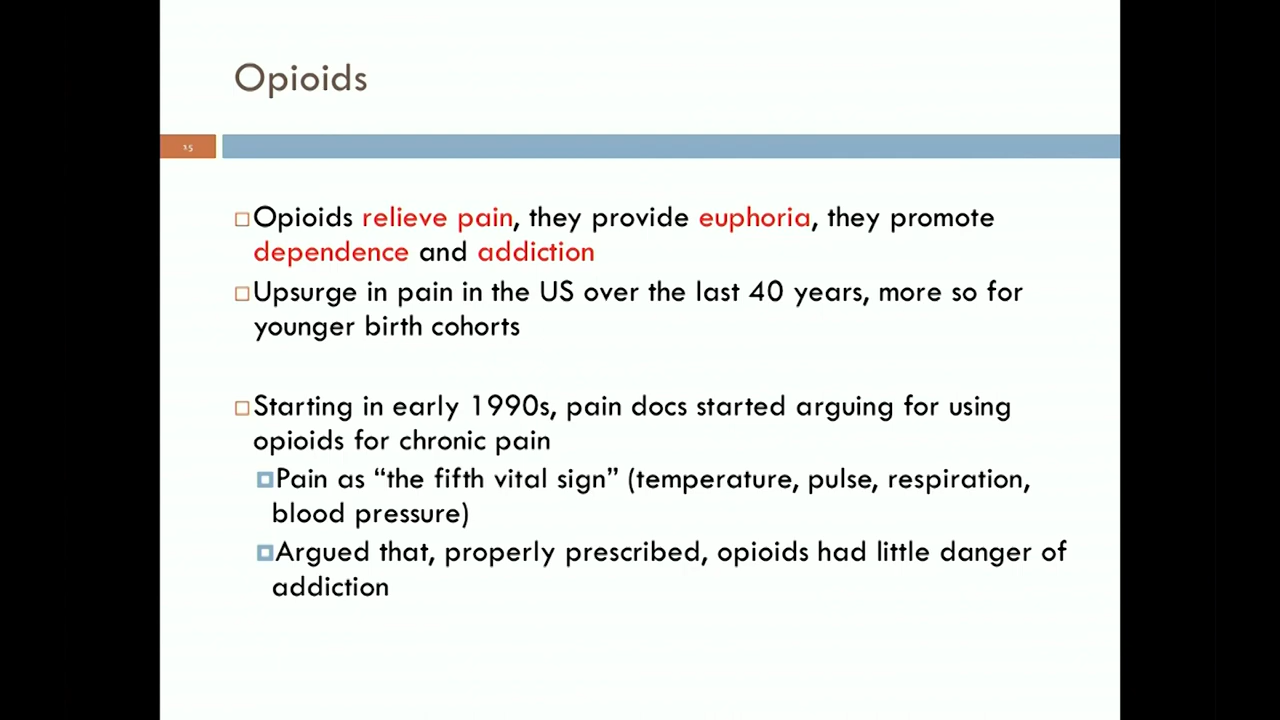 Opioids
15
Opioids relieve pain, they provide euphoria, they promote
dependence and addiction
Upsurge in pain in the US over the last 40 years, more so for
younger birth cohorts
Starting in early 1990s, pain docs started arguing for using
opioids for chronic pain
Pain as “the fifth vital sign” (temperature, pulse, respiration,
blood pressure)
Argued that, properly prescribed, opioids had little danger of
addiction